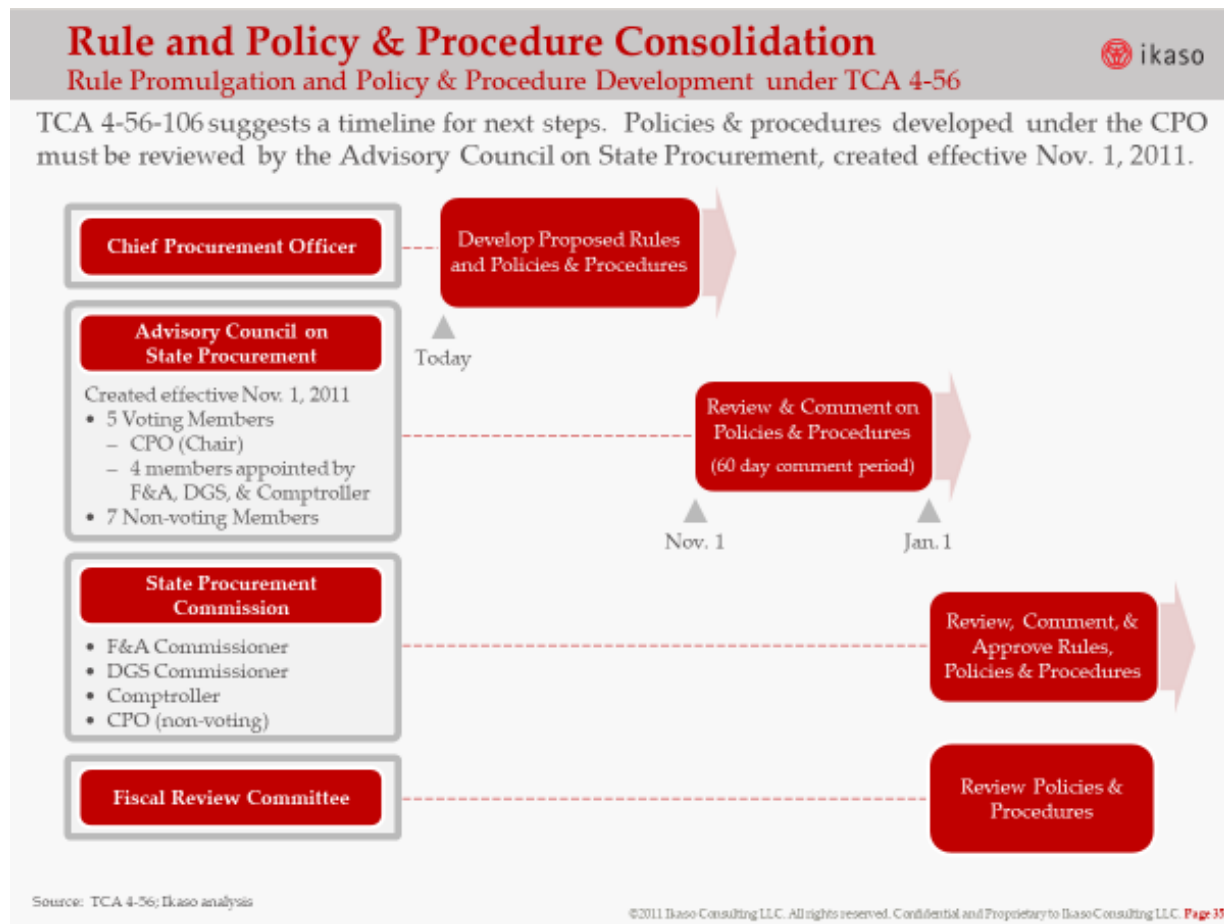 Rule and Policy & Procedure Consolidation
Rule Promulgation and Policy & Procedure Development under TCA 4-56
ikaso
TCA 4-56-106 suggests a timeline for next steps. Policies & procedures developed under the CPO
must be reviewed by the Advisory Council on State Procurement, created effective Nov. 1, 2011.
Chief Procurement Officer
Develop Proposed Rules
and Policies & Procedures
Today
Advisory Council on
State Procurement
Created effective Nov. 1, 2011
• 5 Voting Members
– CPO (Chair)
– 4 members appointed by
F&A, DGS, & Comptroller
• 7 Non-voting Members
Review & Comment on
Policies & Procedures
(60 day comment period)
Nov. 1
Jan. 1
State Procurement
Commission
• F&A Commissioner
• DGS Commissioner
• Comptroller
• CPO (non-voting)
Review, Comment, &
Approve Rules,
Policies & Procedures
Fiscal Review Committee
Review Policies &
Procedures
Source: TCA 4-56; Ikaso analysis
©2011 Ikaso Consulting LLC. All rights reserved. Confidential and Proprietary to Ikaso Consulting LLC. Page 35